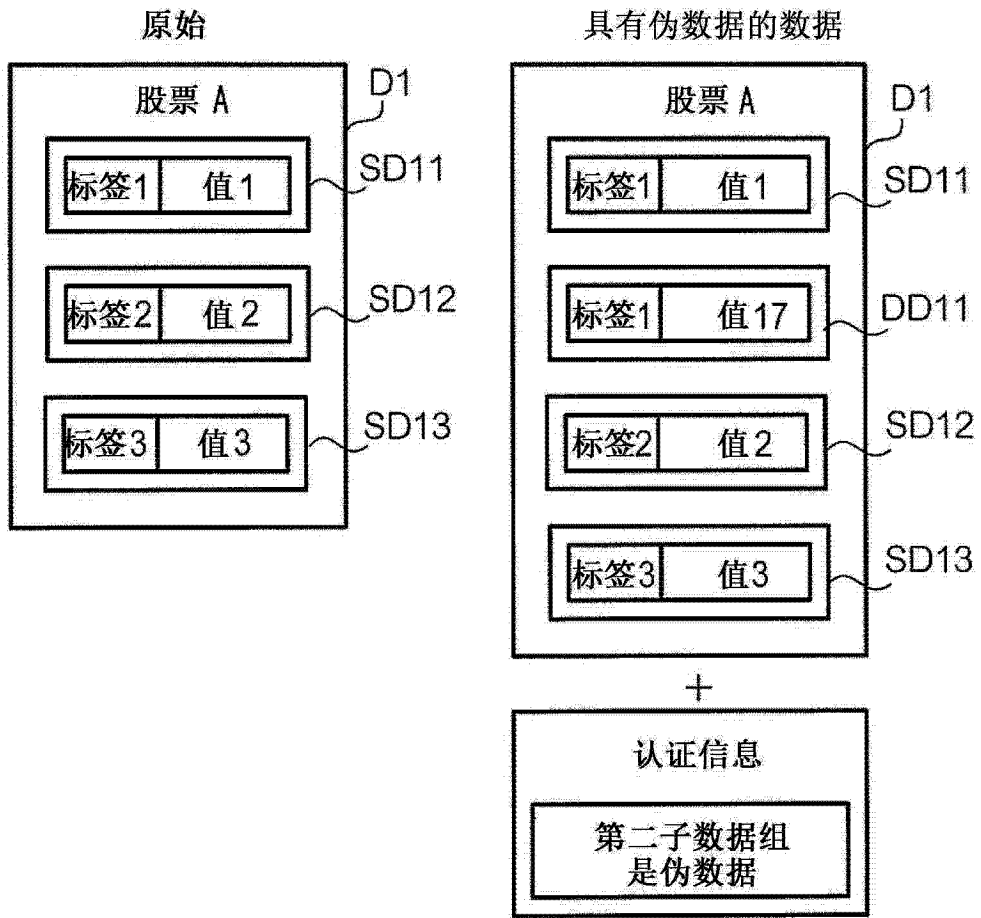 原始
股票 A
D1
标签1 值1
SD11
标签2 值2
SD12
标签3 值3
SD13
具有伪数据的数据
股票 A
D1
标签1 值1
SD11
标签1 值17
DD11
标签2 值2
SD12
标签3 值3
SD13
+
认证信息
第二子数据组
是伪数据